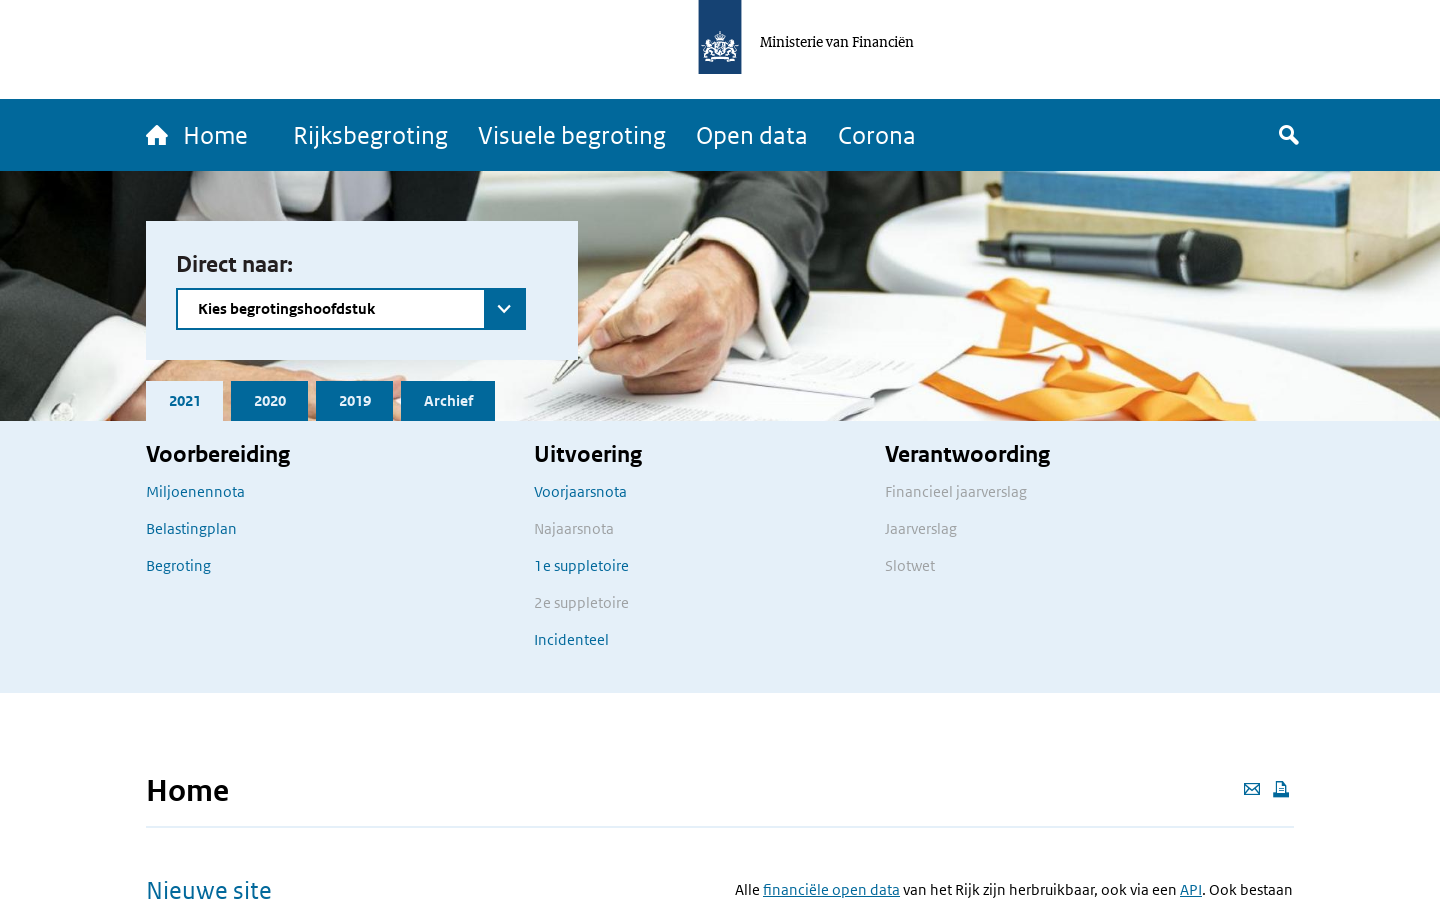 Ministerie van Financiën
Home Rijksbegroting Visuele begroting Open data Corona
Direct naar:
Kies begrotingshoofdstuk
2021 2020 2019 Archief
Voorbereiding
Miljoenennota
Belastingplan
Begroting
Uitvoering
Voorjaarsnota
Najaarsnota
1e suppletoire
2e suppletoire
Incidenteel
Verantwoording
Financieel jaarverslag
Jaarverslag
Slotwet
Home
Nieuwe site
Alle financiële open data van het Rijk zijn herbruikbaar, ook via een API. Ook bestaan